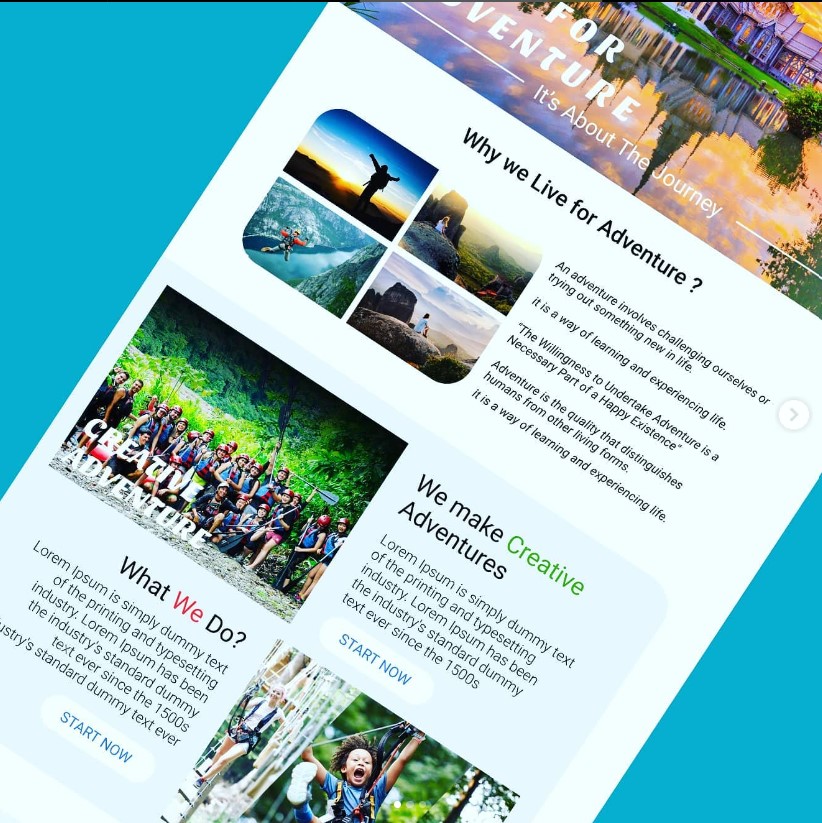 FOR
DVENTURE
It's About The Journey
Why we Live for Adventure ?
An adventure involves challenging ourselves or
trying out something new in life.
it is a way of learning and experiencing life.
"The Willingness to Undertake Adventure is a
Necessary Part of a Happy Existence"
Adventure is the quality that distinguishes
humans from other living forms.
it is a way of learning and experiencing life.
CREATIVE
ADVENTURE
We make Creative
Adventures
Lorem Ipsum is simply dummy text
of the printing and typesetting
industry. Lorem Ipsum has been
the industry's standard dummy
text ever since the 1500s
START NOW
What We Do?
Lorem Ipsum is simply dummy text
of the printing and typesetting
industry. Lorem Ipsum has been
the industry's standard dummy
text ever since the 1500s
ustry's standard dummy text ever
START NOW